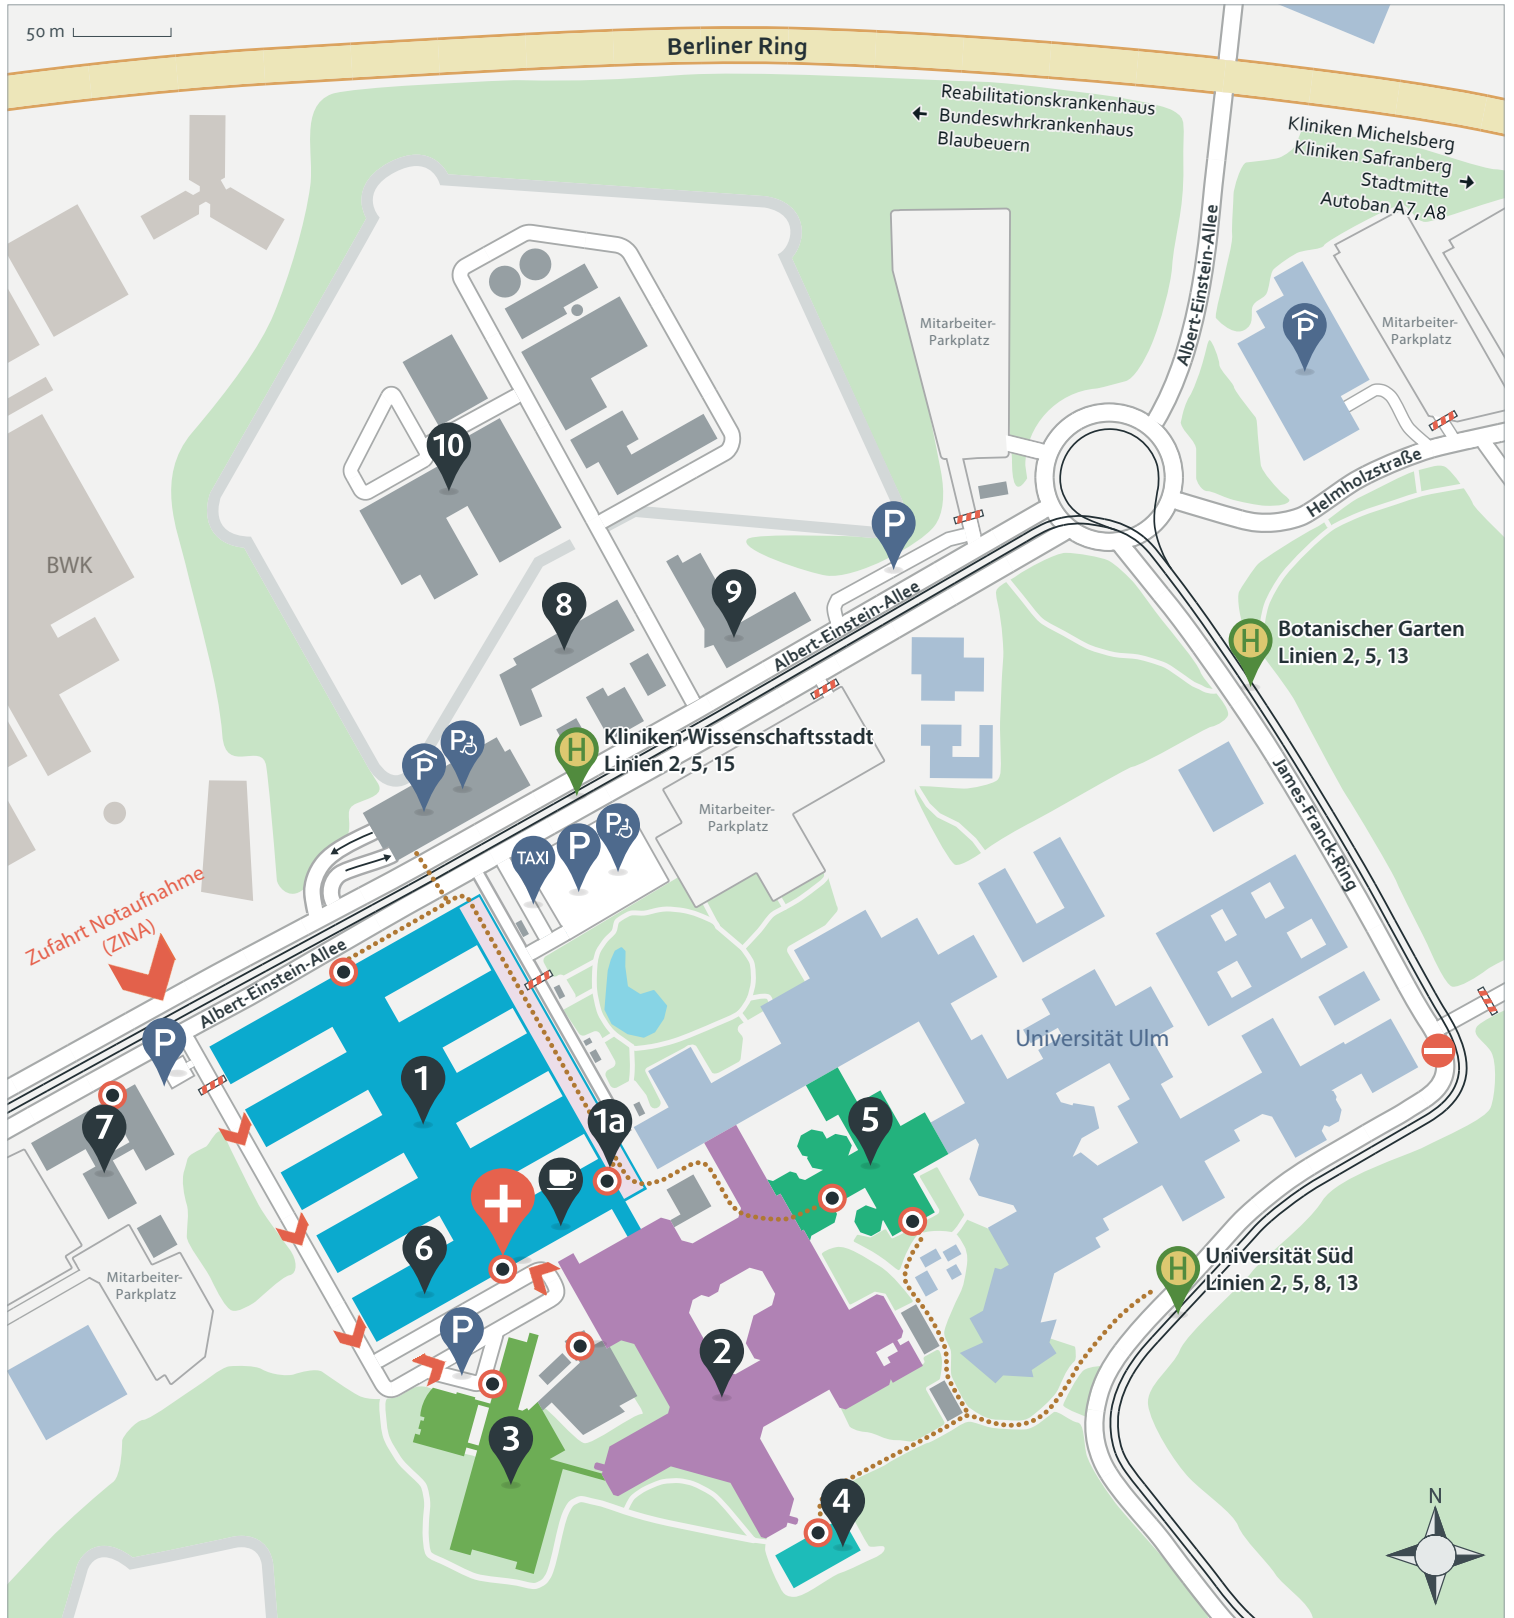 50 m
Berliner Ring
Reabilitationskrankenhaus
Bundeswhrkrankenhaus
Blaubeuern
Kliniken Michelsberg
Kliniken Safranberg
Stadtmitte
Autoban A7, A8
Albert-Einstein-Allee
Mitarbeiter-
Parkplatz
P
Mitarbeiter-
Parkplatz
10
Helmholzstraße
P
BWK
9
8
Albert-Einstein-Allee
H
Botanischer Garten
Linien 2, 5, 13
P
P
H
Kliniken Wissenschaftsstadt
Linien 2, 5, 15
James-Franck-Ring
Mitarbeiter-
Parkplatz
TAXI
P
P
Zufahrt Notaufnahme
(ZINA)
Albert-Einstein-Allee
P
Universität Ulm
1
1a
5
7
6
Mitarbeiter-
Parkplatz
H
Universität Süd
Linien 2, 5, 8, 13
P
2
3
4
N